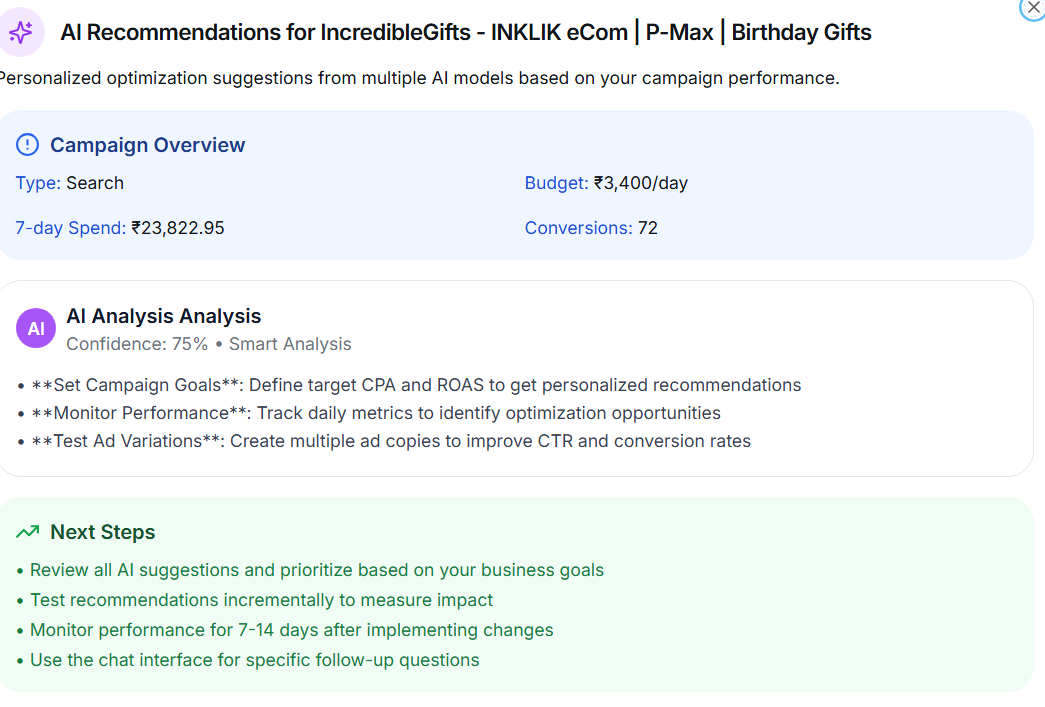 AI Recommendations for IncredibleGifts - INKLIK eCom | P-Max | Birthday Gifts
Personalized optimization suggestions from multiple AI models based on your campaign performance.
Campaign Overview
Type: Search
Budget: ₹3,400/day
7-day Spend: ₹23,822.95
Conversions: 72
AI
AI Analysis Analysis
Confidence: 75% • Smart Analysis
• **Set Campaign Goals**: Define target CPA and ROAS to get personalized recommendations
• **Monitor Performance**: Track daily metrics to identify optimization opportunities
• **Test Ad Variations**: Create multiple ad copies to improve CTR and conversion rates
Next Steps
• Review all AI suggestions and prioritize based on your business goals
• Test recommendations incrementally to measure impact
• Monitor performance for 7-14 days after implementing changes
• Use the chat interface for specific follow-up questions